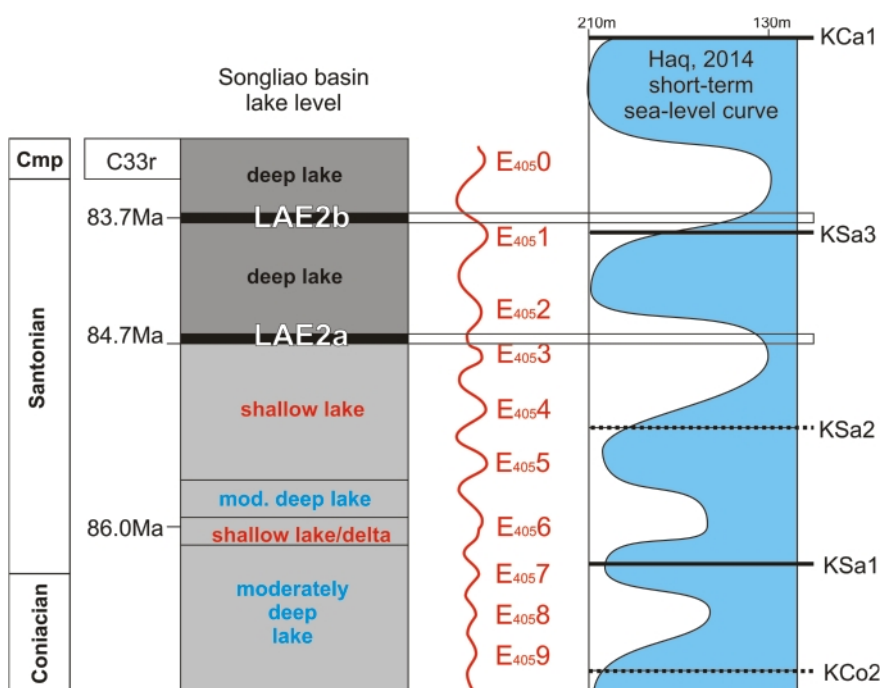 210m
130m
KCa1
Haq, 2014
short-term
sea-level curve
Songliao basin
lake level
Cmp
C33r
deep lake
E4050
83.7Ma
LAE2b
E4051
KSa3
deep lake
E4052
84.7Ma
LAE2a
E4053
Santonian
shallow lake
E4054
KSa2
E4055
mod. deep lake
86.0Ma
shallow lake/delta
E4056
KSa1
E4057
Coniacian
moderately
deep
lake
E4058
E4059
KCo2